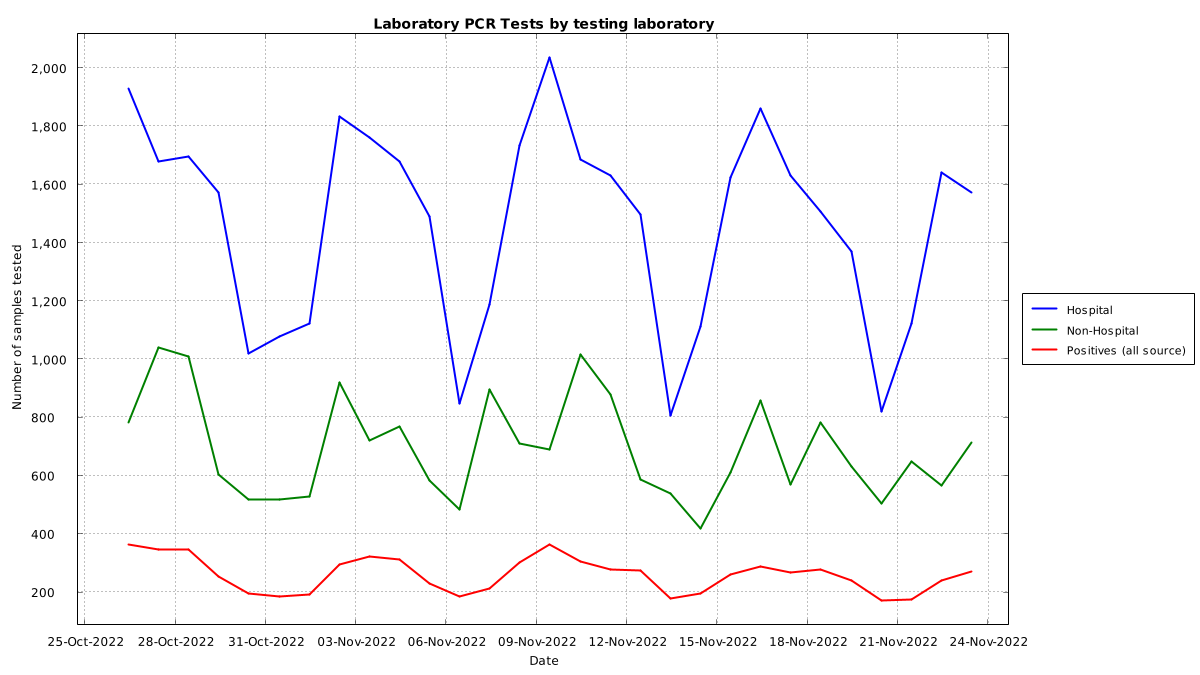 Laboratory PCR Tests by testing laboratory
2,000
1,800
1,600
1,400
1,200
1,000
800
600
400
200
Number of samples tested
25-Oct-2022 28-Oct-2022 31-Oct-2022 03-Nov-2022 06-Nov-2022 09-Nov-2022 12-Nov-2022 15-Nov-2022 18-Nov-2022 21-Nov-2022 24-Nov-2022
Date
Hospital
Non-Hospital
Positives (all source)